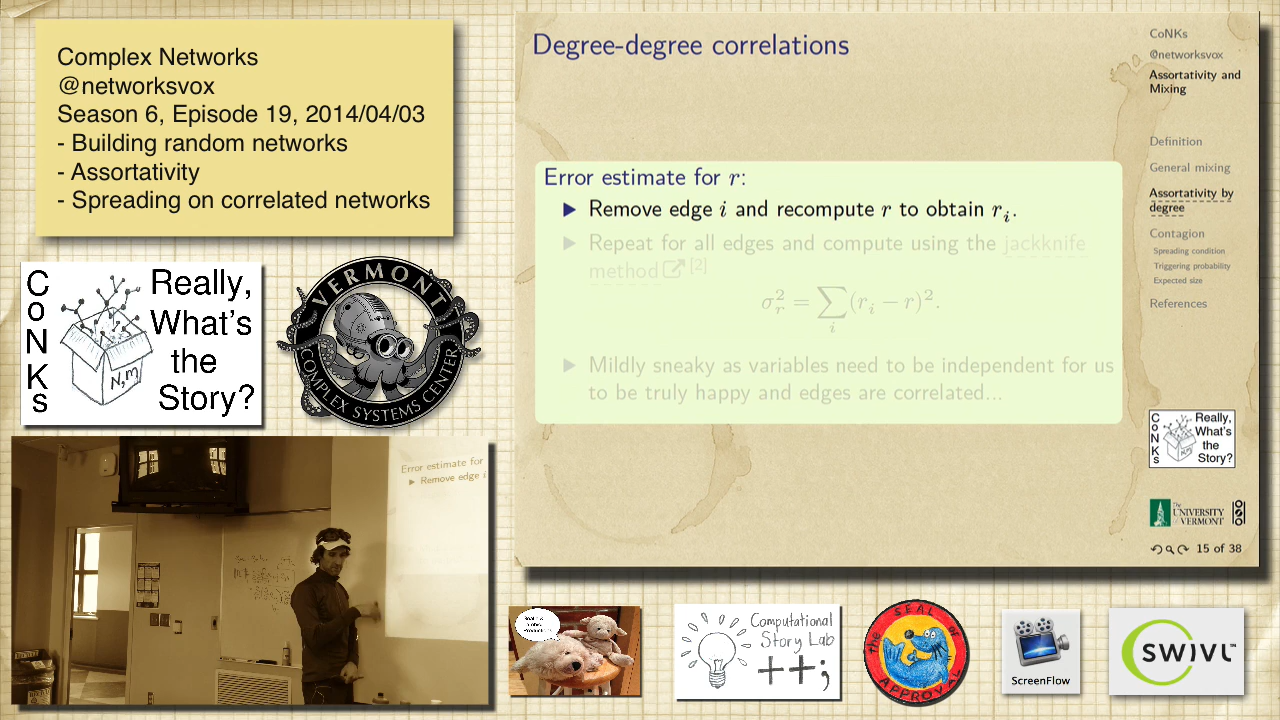 Complex Networks
@networksvox
Season 6, Episode 19, 2014/04/03
- Building random networks
- Assortativity
- Spreading on correlated networks
CoNKs
Really,
What's
the
Story?
N,m
VERMONT
COMPLEX SYSTEMS CENTER
Error estimate for
▶ Remove edge i
Degree-degree correlations
Error estimate for r:
▶ Remove edge i and recompute r to obtain r_i.
▶ Repeat for all edges and compute using the jackknife
method [2]
σ_r^2 = ∑_i (r_i − r)^2.
▶ Mildly sneaky as variables need to be independent for us
to be truly happy and edges are correlated...
CoNKs
@networksvox
Assortativity and
Mixing
Definition
General mixing
Assortativity by
degree
Contagion
Spreading condition
Triggering probability
Expected size
References
CoNKs
Really,
What's
the
Story?
The
UNIVERSITY
of VERMONT
15 of 38
Computational
Story Lab
++;
the SEAL of
APPROVAL
ScreenFlow
SWIVL™